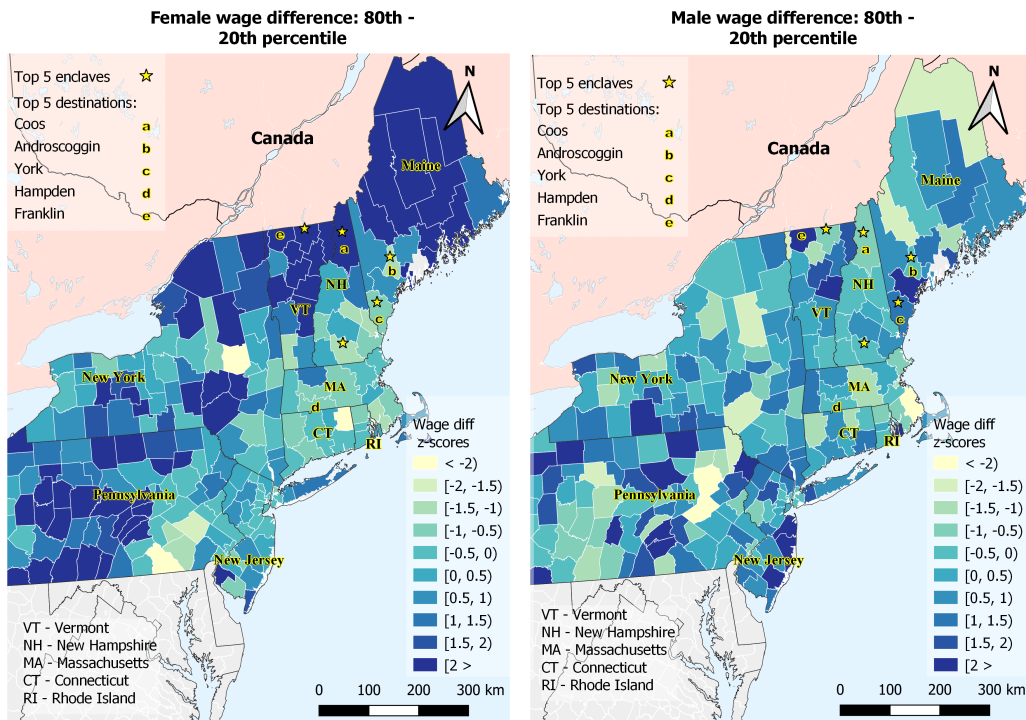 Female wage difference: 80th -
20th percentile
Top 5 enclaves
Top 5 destinations:
Coos a
Androscoggin b
York c
Hampden d
Franklin e
Canada
N
Maine
e
a
b
NH
c
VT
New York
MA
d
CT
RI
Pennsylvania
New Jersey
Wage diff
z-scores
< -2)
[-2, -1.5)
[-1.5, -1)
[-1, -0.5)
[-0.5, 0)
[0, 0.5)
[0.5, 1)
[1, 1.5)
[1.5, 2)
[2 >
VT - Vermont
NH - New Hampshire
MA - Massachusetts
CT - Connecticut
RI - Rhode Island
0 100 200 300 km
Male wage difference: 80th -
20th percentile
Top 5 enclaves
Top 5 destinations:
Coos a
Androscoggin b
York c
Hampden d
Franklin e
Canada
N
Maine
e
a
b
NH
c
VT
New York
MA
d
CT
RI
Pennsylvania
New Jersey
Wage diff
z-scores
< -2)
[-2, -1.5)
[-1.5, -1)
[-1, -0.5)
[-0.5, 0)
[0, 0.5)
[0.5, 1)
[1, 1.5)
[1.5, 2)
[2 >
VT - Vermont
NH - New Hampshire
MA - Massachusetts
CT - Connecticut
RI - Rhode Island
0 100 200 300 km